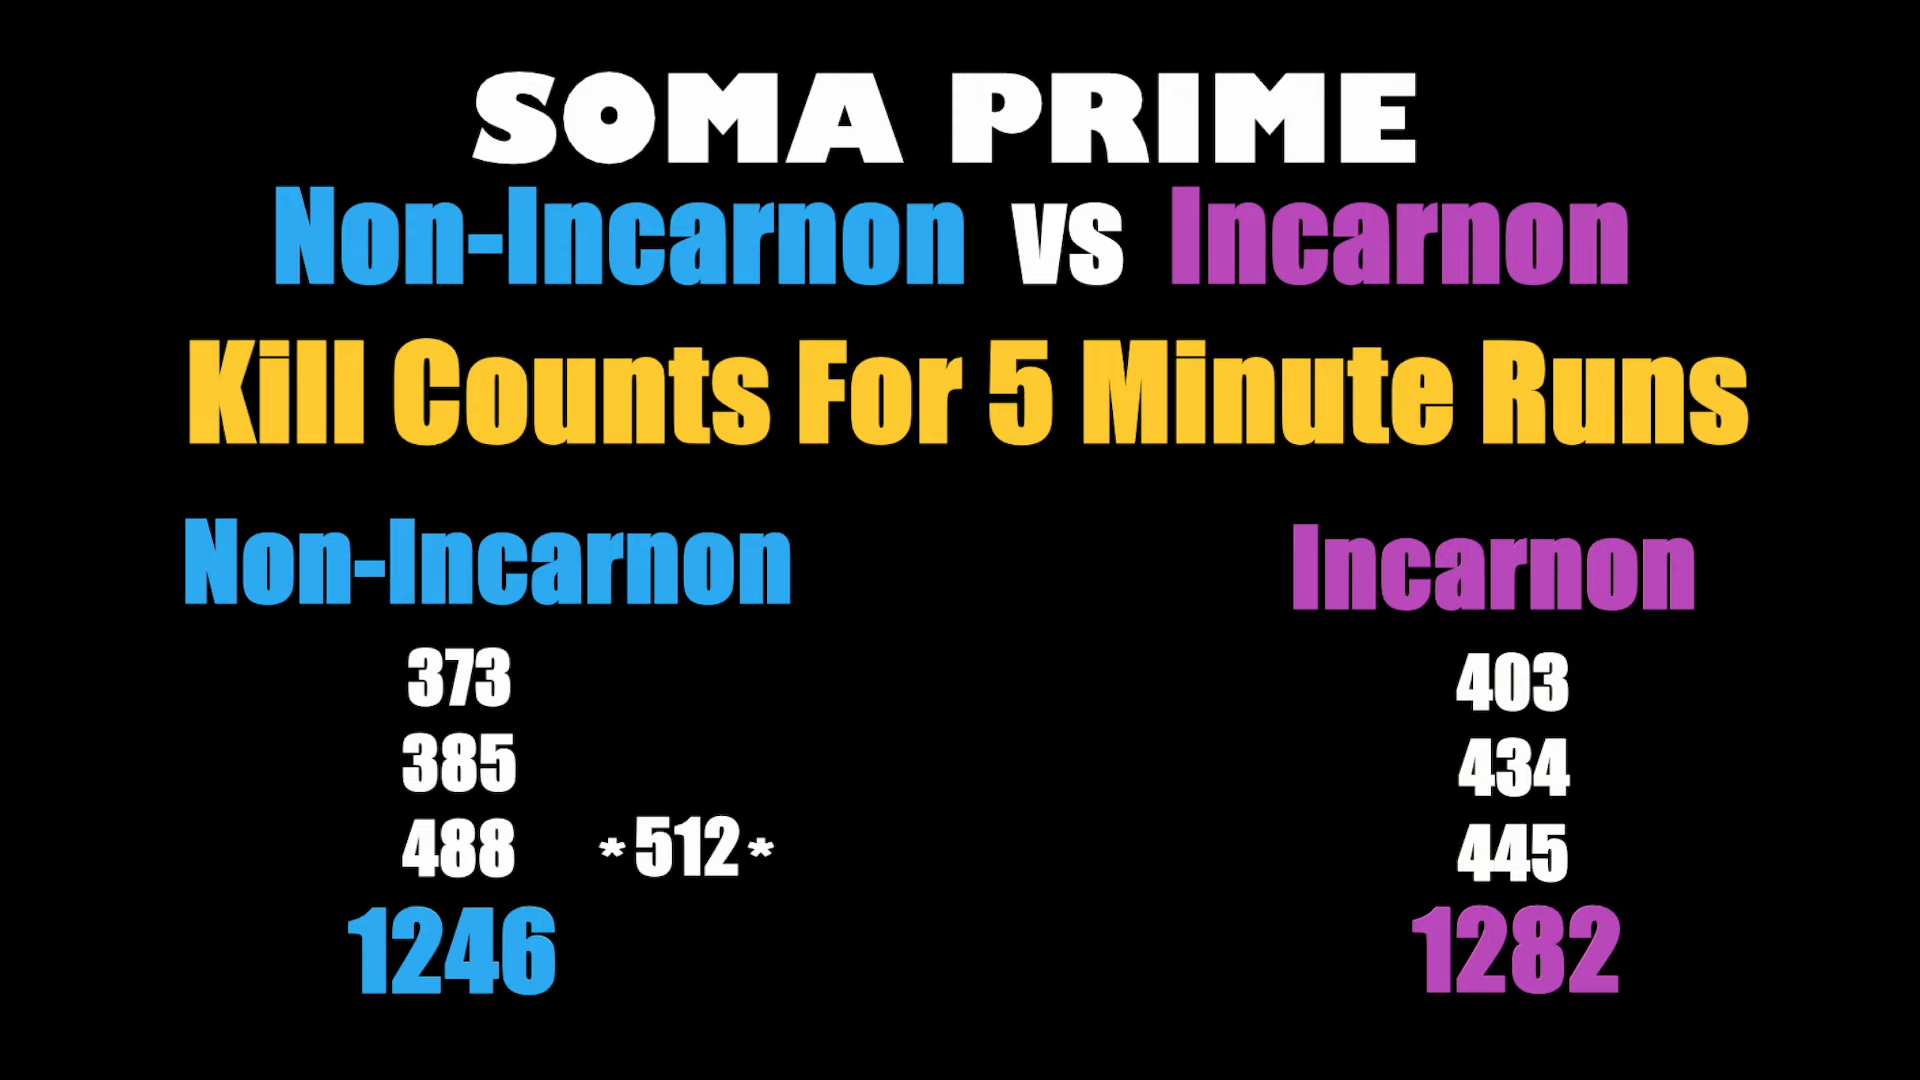 SOMA PRIME
Non-Incarnon vs Incarnon
Kill Counts For 5 Minute Runs
Non-Incarnon
373
385
488 *512*
1246
Incarnon
403
434
445
1282